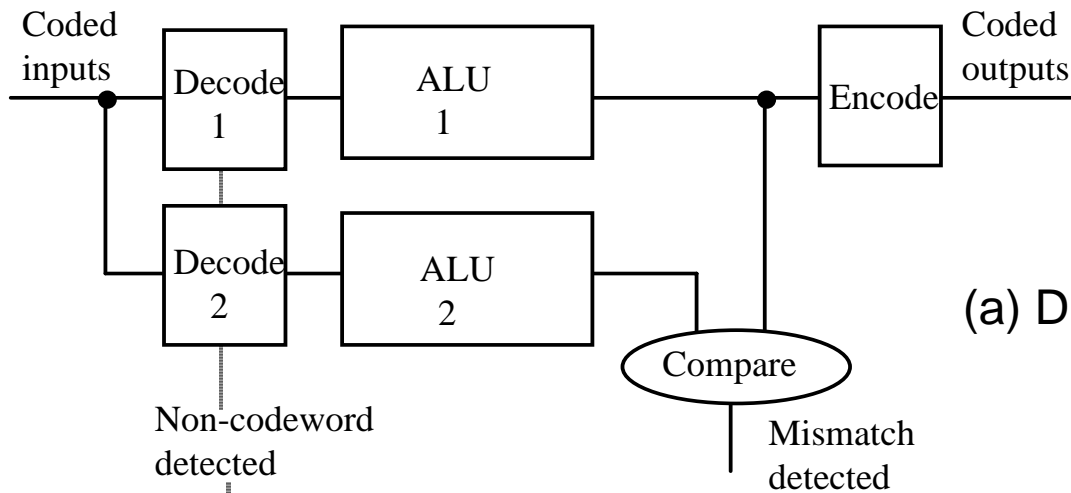 Coded
inputs
Decode
1
ALU
1
Encode
Coded
outputs
Decode
2
ALU
2
Compare
(a) D
Non-codeword
detected
Mismatch
detected